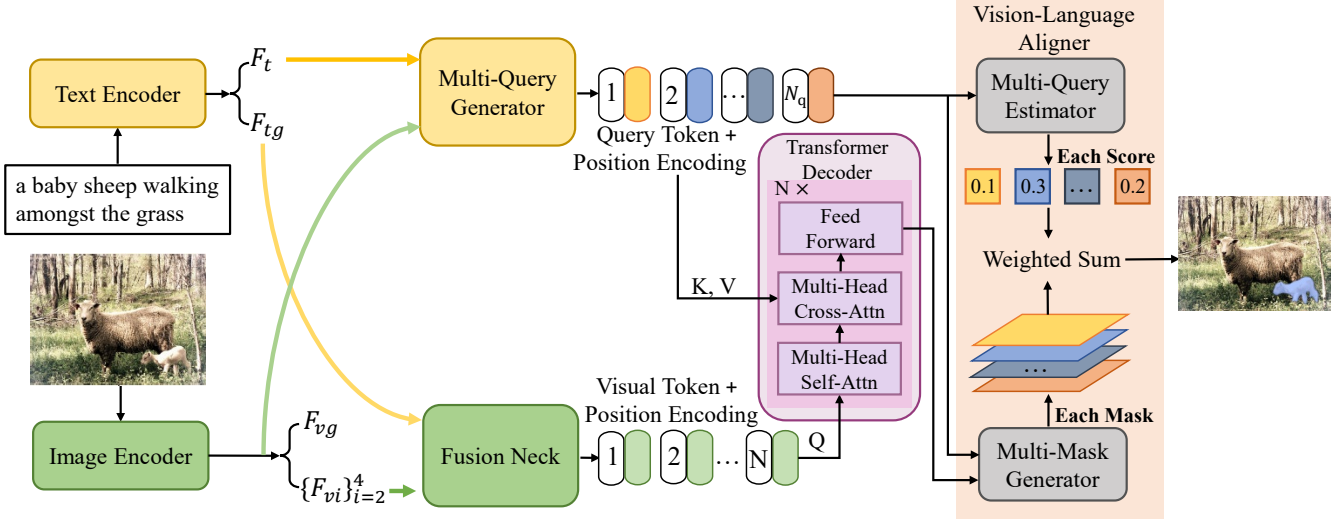 Text Encoder
F_t
F_tg
a baby sheep walking
amongst the grass
Image Encoder
F_vg
{F_vi}^4_i=2
Multi-Query
Generator
1 2 ... N_q
Query Token +
Position Encoding
K, V
Fusion Neck
Visual Token +
Position Encoding
1 2 ... N
Q
Transformer
Decoder
N ×
Feed
Forward
Multi-Head
Cross-Attn
Multi-Head
Self-Attn
Vision-Language
Aligner
Multi-Query
Estimator
Each Score
0.1 0.3 ... 0.2
Weighted Sum
...
Each Mask
Multi-Mask
Generator